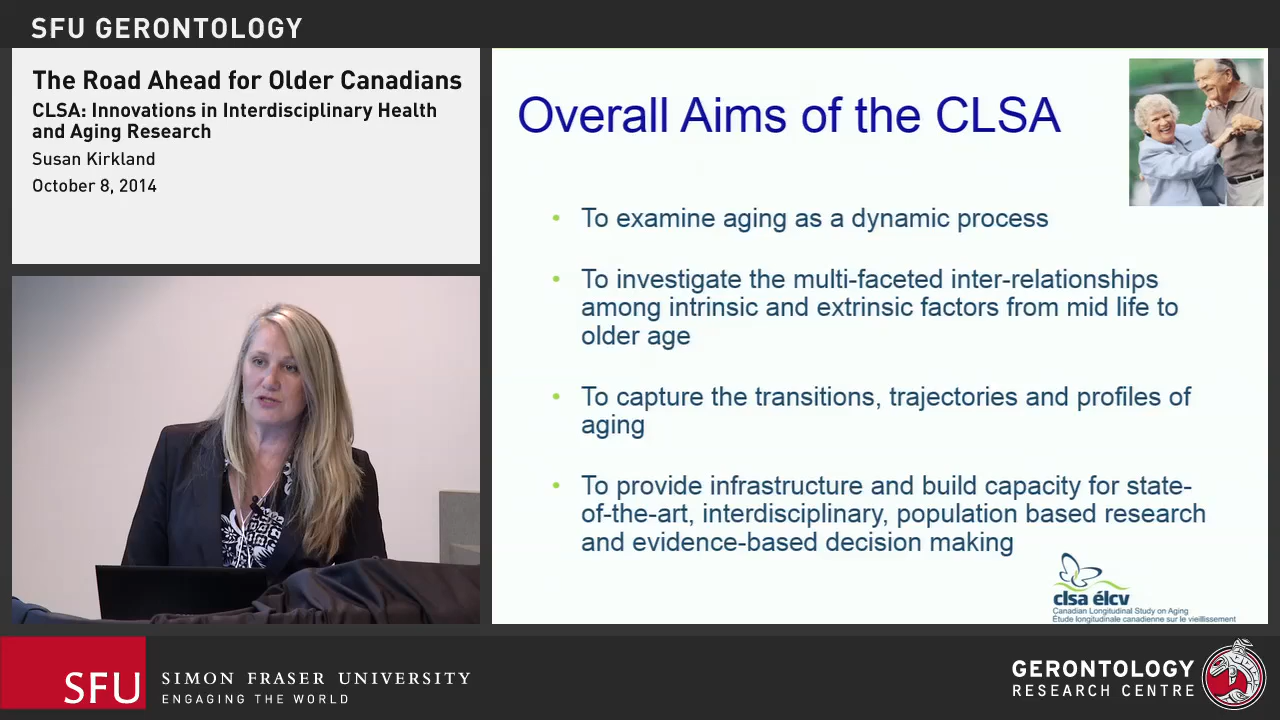 SFU GERONTOLOGY
The Road Ahead for Older Canadians
CLSA: Innovations in Interdisciplinary Health
and Aging Research
Susan Kirkland
October 8, 2014
Overall Aims of the CLSA
• To examine aging as a dynamic process
• To investigate the multi-faceted inter-relationships
among intrinsic and extrinsic factors from mid life to
older age
• To capture the transitions, trajectories and profiles of
aging
• To provide infrastructure and build capacity for state-
of-the-art, interdisciplinary, population based research
and evidence-based decision making
clsa élcv
Canadian Longitudinal Study on Aging
Étude longitudinale canadienne sur le vieillissement
SFU
SIMON FRASER UNIVERSITY
ENGAGING THE WORLD
GERONTOLOGY
RESEARCH CENTRE